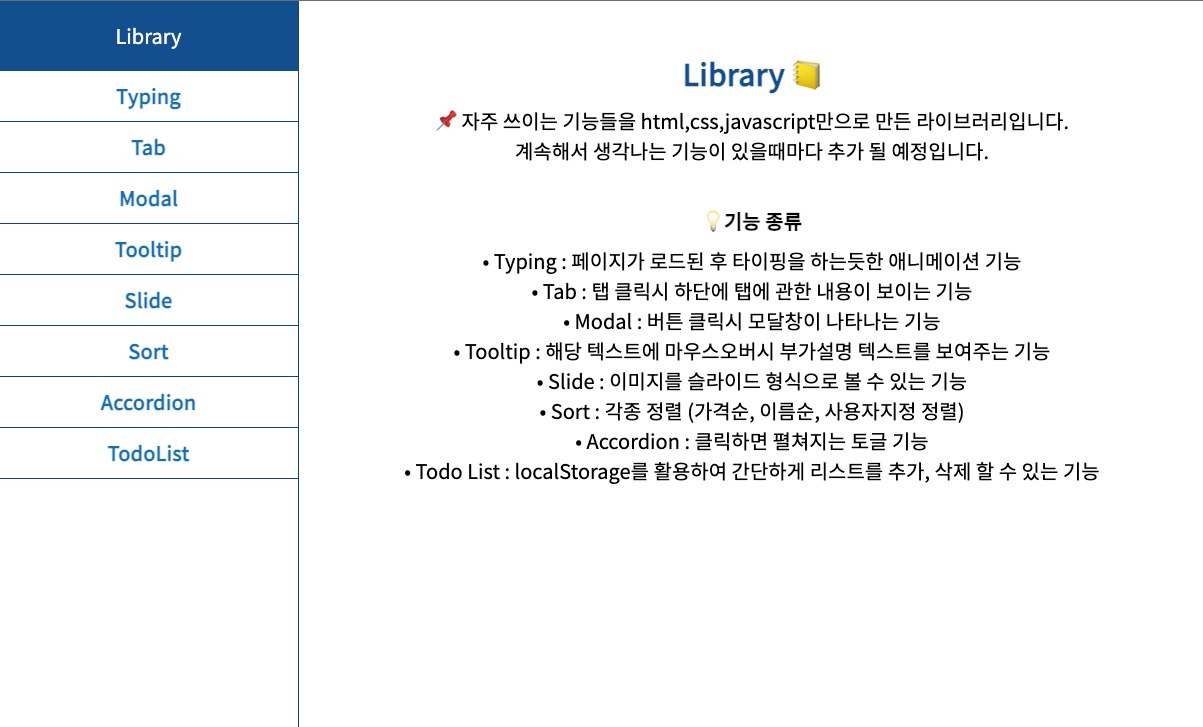 Library
Typing
Tab
Modal
Tooltip
Slide
Sort
Accordion
TodoList
Library 📒
📌 자주 쓰이는 기능들을 html,css,javascript만으로 만든 라이브러리입니다.
계속해서 생각나는 기능이 있을때마다 추가 될 예정입니다.
💡기능 종류
• Typing : 페이지가 로드된 후 타이핑을 하는듯한 애니메이션 기능
• Tab : 탭 클릭시 하단에 탭에 관한 내용이 보이는 기능
• Modal : 버튼 클릭시 모달창이 나타나는 기능
• Tooltip : 해당 텍스트에 마우스오버시 부가설명 텍스트를 보여주는 기능
• Slide : 이미지를 슬라이드 형식으로 볼 수 있는 기능
• Sort : 각종 정렬 (가격순, 이름순, 사용자지정 정렬)
• Accordion : 클릭하면 펼쳐지는 토글 기능
• Todo List : localStorage를 활용하여 간단하게 리스트를 추가, 삭제 할 수 있는 기능